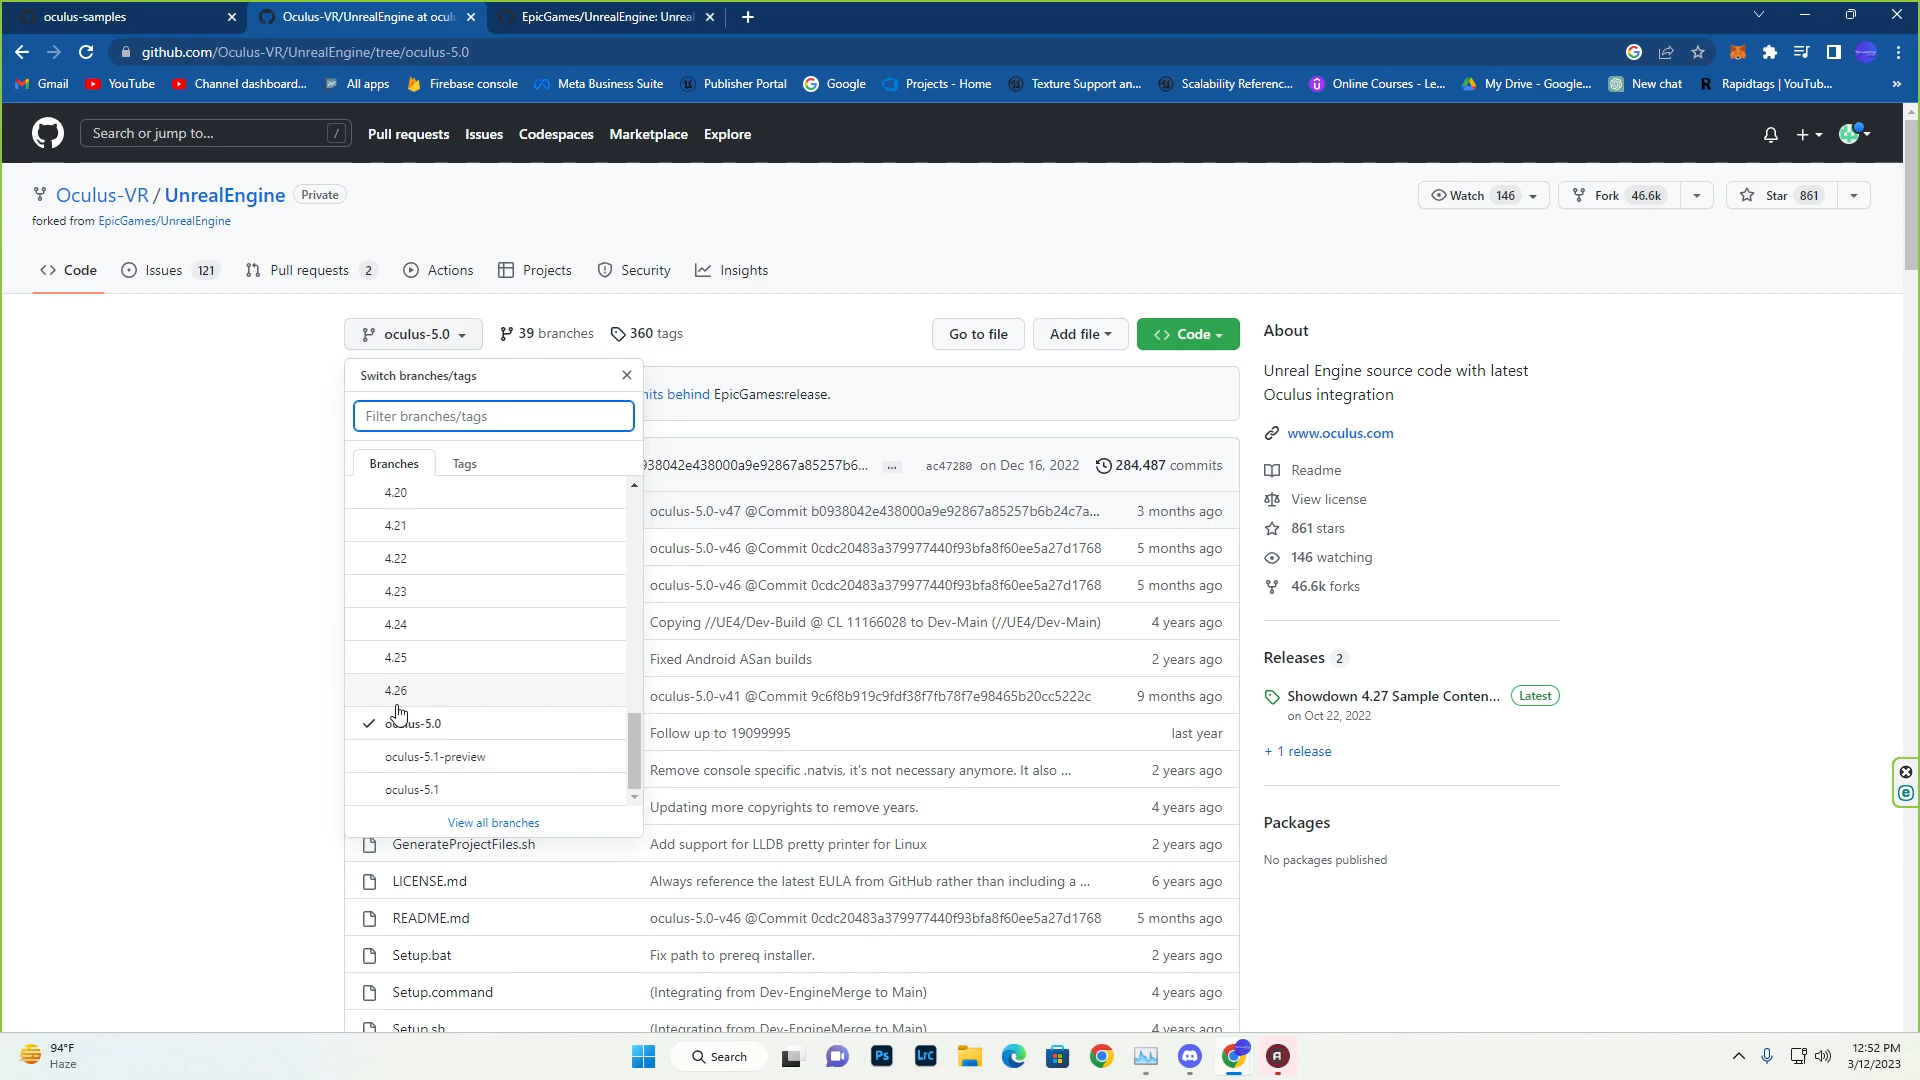 oculus-samples
Oculus-VR/UnrealEngine at ocul
EpicGames/UnrealEngine: Unreal
github.com/Oculus-VR/UnrealEngine/tree/oculus-5.0
Gmail
YouTube
Channel dashboard...
All apps
Firebase console
Meta Business Suite
Publisher Portal
Google
Projects - Home
Texture Support an...
Scalability Referenc...
Online Courses - Le...
My Drive - Google...
New chat
Rapidtags | YouTub...
»
Search or jump to...
/
Pull requests
Issues
Codespaces
Marketplace
Explore
Oculus-VR / UnrealEngine
Private
Watch 146
Fork 46.6k
Star 861
forked from EpicGames/UnrealEngine
Code
Issues 121
Pull requests 2
Actions
Projects
Security
Insights
oculus-5.0
39 branches
360 tags
Go to file
Add file
Code
Switch branches/tags
Filter branches/tags
Branches
Tags
4.20
4.21
4.22
4.23
4.24
4.25
4.26
oculus-5.0
oculus-5.1-preview
oculus-5.1
View all branches
behind EpicGames:release.
938042e438000a9e92867a85257b6...
...
ac47280 on Dec 16, 2022
284,487 commits
oculus-5.0-v47 @Commit b0938042e438000a9e92867a85257b6b24c7a...
3 months ago
oculus-5.0-v46 @Commit 0cdc20483a379977440f93bfa8f60ee5a27d1768
5 months ago
oculus-5.0-v46 @Commit 0cdc20483a379977440f93bfa8f60ee5a27d1768
5 months ago
Copying //UE4/Dev-Build @ CL 11166028 to Dev-Main (//UE4/Dev-Main)
4 years ago
Fixed Android ASan builds
2 years ago
oculus-5.0-v41 @Commit 9c6f8b919c9fdf38f7fb78f7e98465b20cc5222c
9 months ago
Follow up to 19099995
last year
Remove console specific .natvis, it's not necessary anymore. It also ...
2 years ago
Updating more copyrights to remove years.
4 years ago
GenerateProjectFiles.sh
Add support for LLDB pretty printer for Linux
2 years ago
LICENSE.md
Always reference the latest EULA from GitHub rather than including a ...
6 years ago
README.md
oculus-5.0-v46 @Commit 0cdc20483a379977440f93bfa8f60ee5a27d1768
5 months ago
Setup.bat
Fix path to prereq installer.
2 years ago
Setup.command
(Integrating from Dev-EngineMerge to Main)
4 years ago
Setup.sh
(Integrating from Dev-EngineMerge to Main)
4 years ago
About
Unreal Engine source code with latest
Oculus integration
www.oculus.com
Readme
View license
861 stars
146 watching
46.6k forks
Releases 2
Showdown 4.27 Sample Conten...
Latest
on Oct 22, 2022
+ 1 release
Packages
No packages published
94°F
Haze
Search
Ps
LrC
12:52 PM
3/12/2023